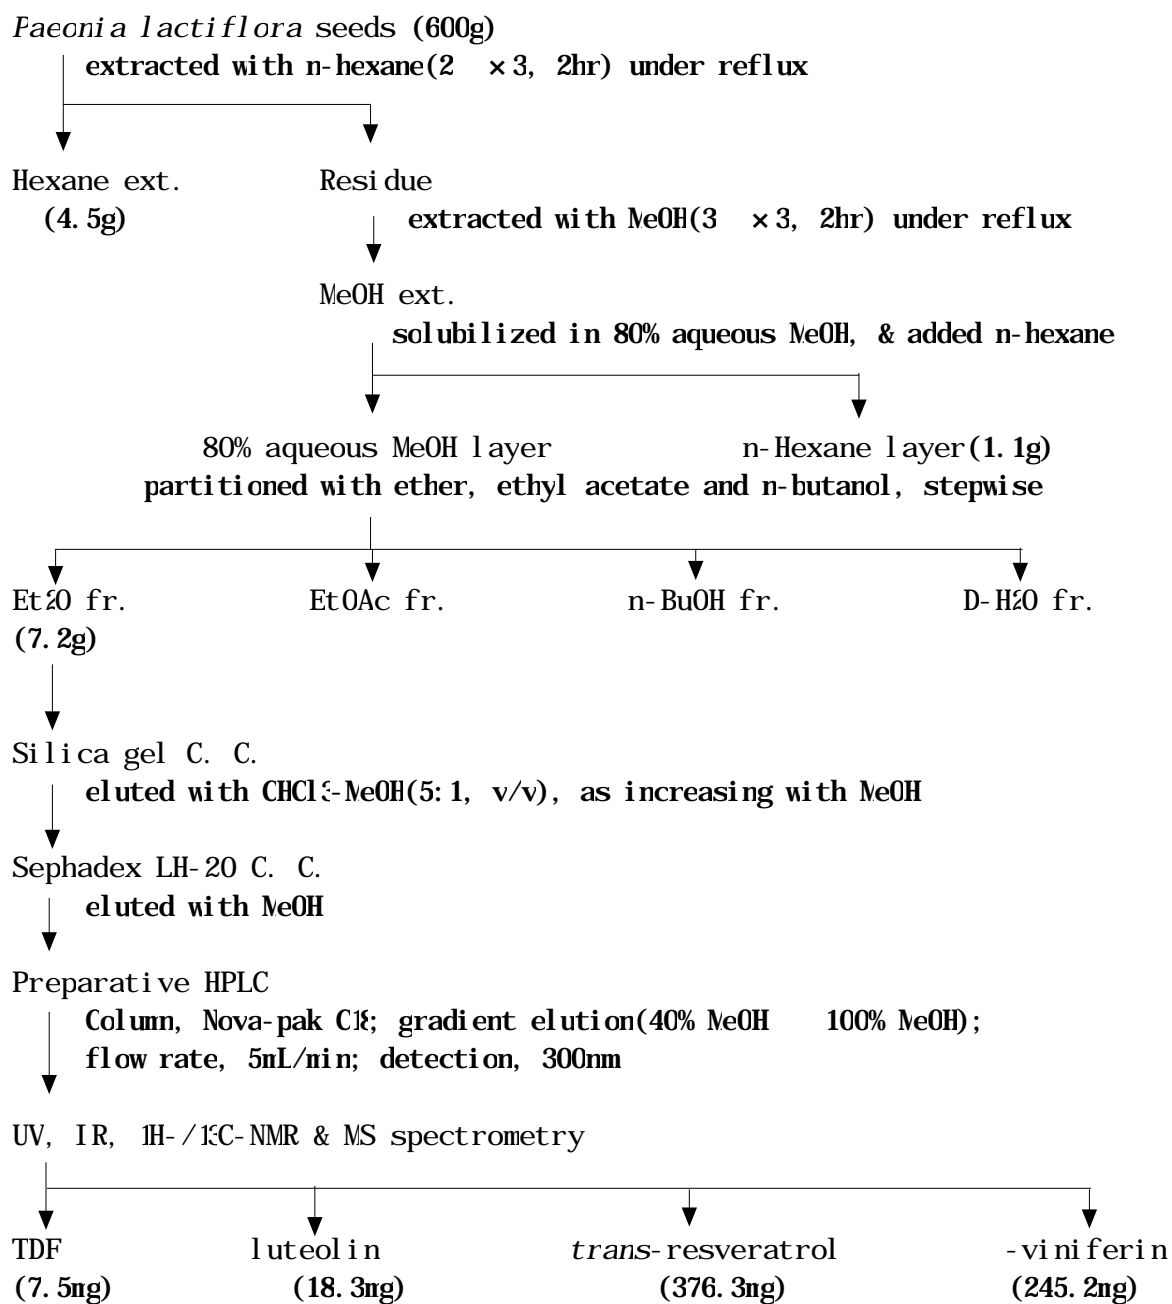 Paeonia lactiflora seeds (600g)
extracted with n-hexane(2 ×3, 2hr) under reflux
Hexane ext. Residue
(4.5g) extracted with MeOH(3 ×3, 2hr) under reflux
MeOH ext.
solubilized in 80% aqueous MeOH, & added n-hexane
80% aqueous MeOH layer n-Hexane layer(1.1g)
partitioned with ether, ethyl acetate and n-butanol, stepwise
Et2O fr. EtOAc fr. n-BuOH fr. D-H2O fr.
(7.2g)
Silica gel C. C.
eluted with CHCl3-MeOH(5:1, v/v), as increasing with MeOH
Sephadex LH-20 C. C.
eluted with MeOH
Preparative HPLC
Column, Nova-pak C18; gradient elution(40% MeOH 100% MeOH);
flow rate, 5mL/min; detection, 300nm
UV, IR, 1H-/13C-NMR & MS spectrometry
TDF luteolin trans-resveratrol -viniferin
(7.5mg) (18.3mg) (376.3mg) (245.2mg)